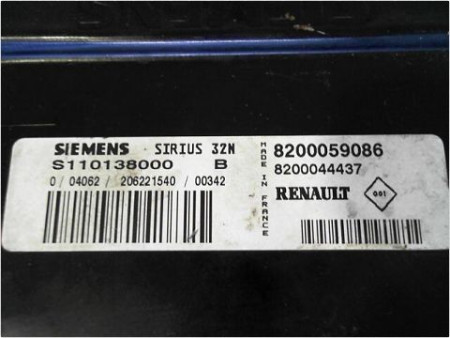 SIEMENS SIRIUS 32N
S110138000 B
0 / 04062 / 206221540 / 00342
MADE IN FRANCE
8200059086
8200044437
RENAULT